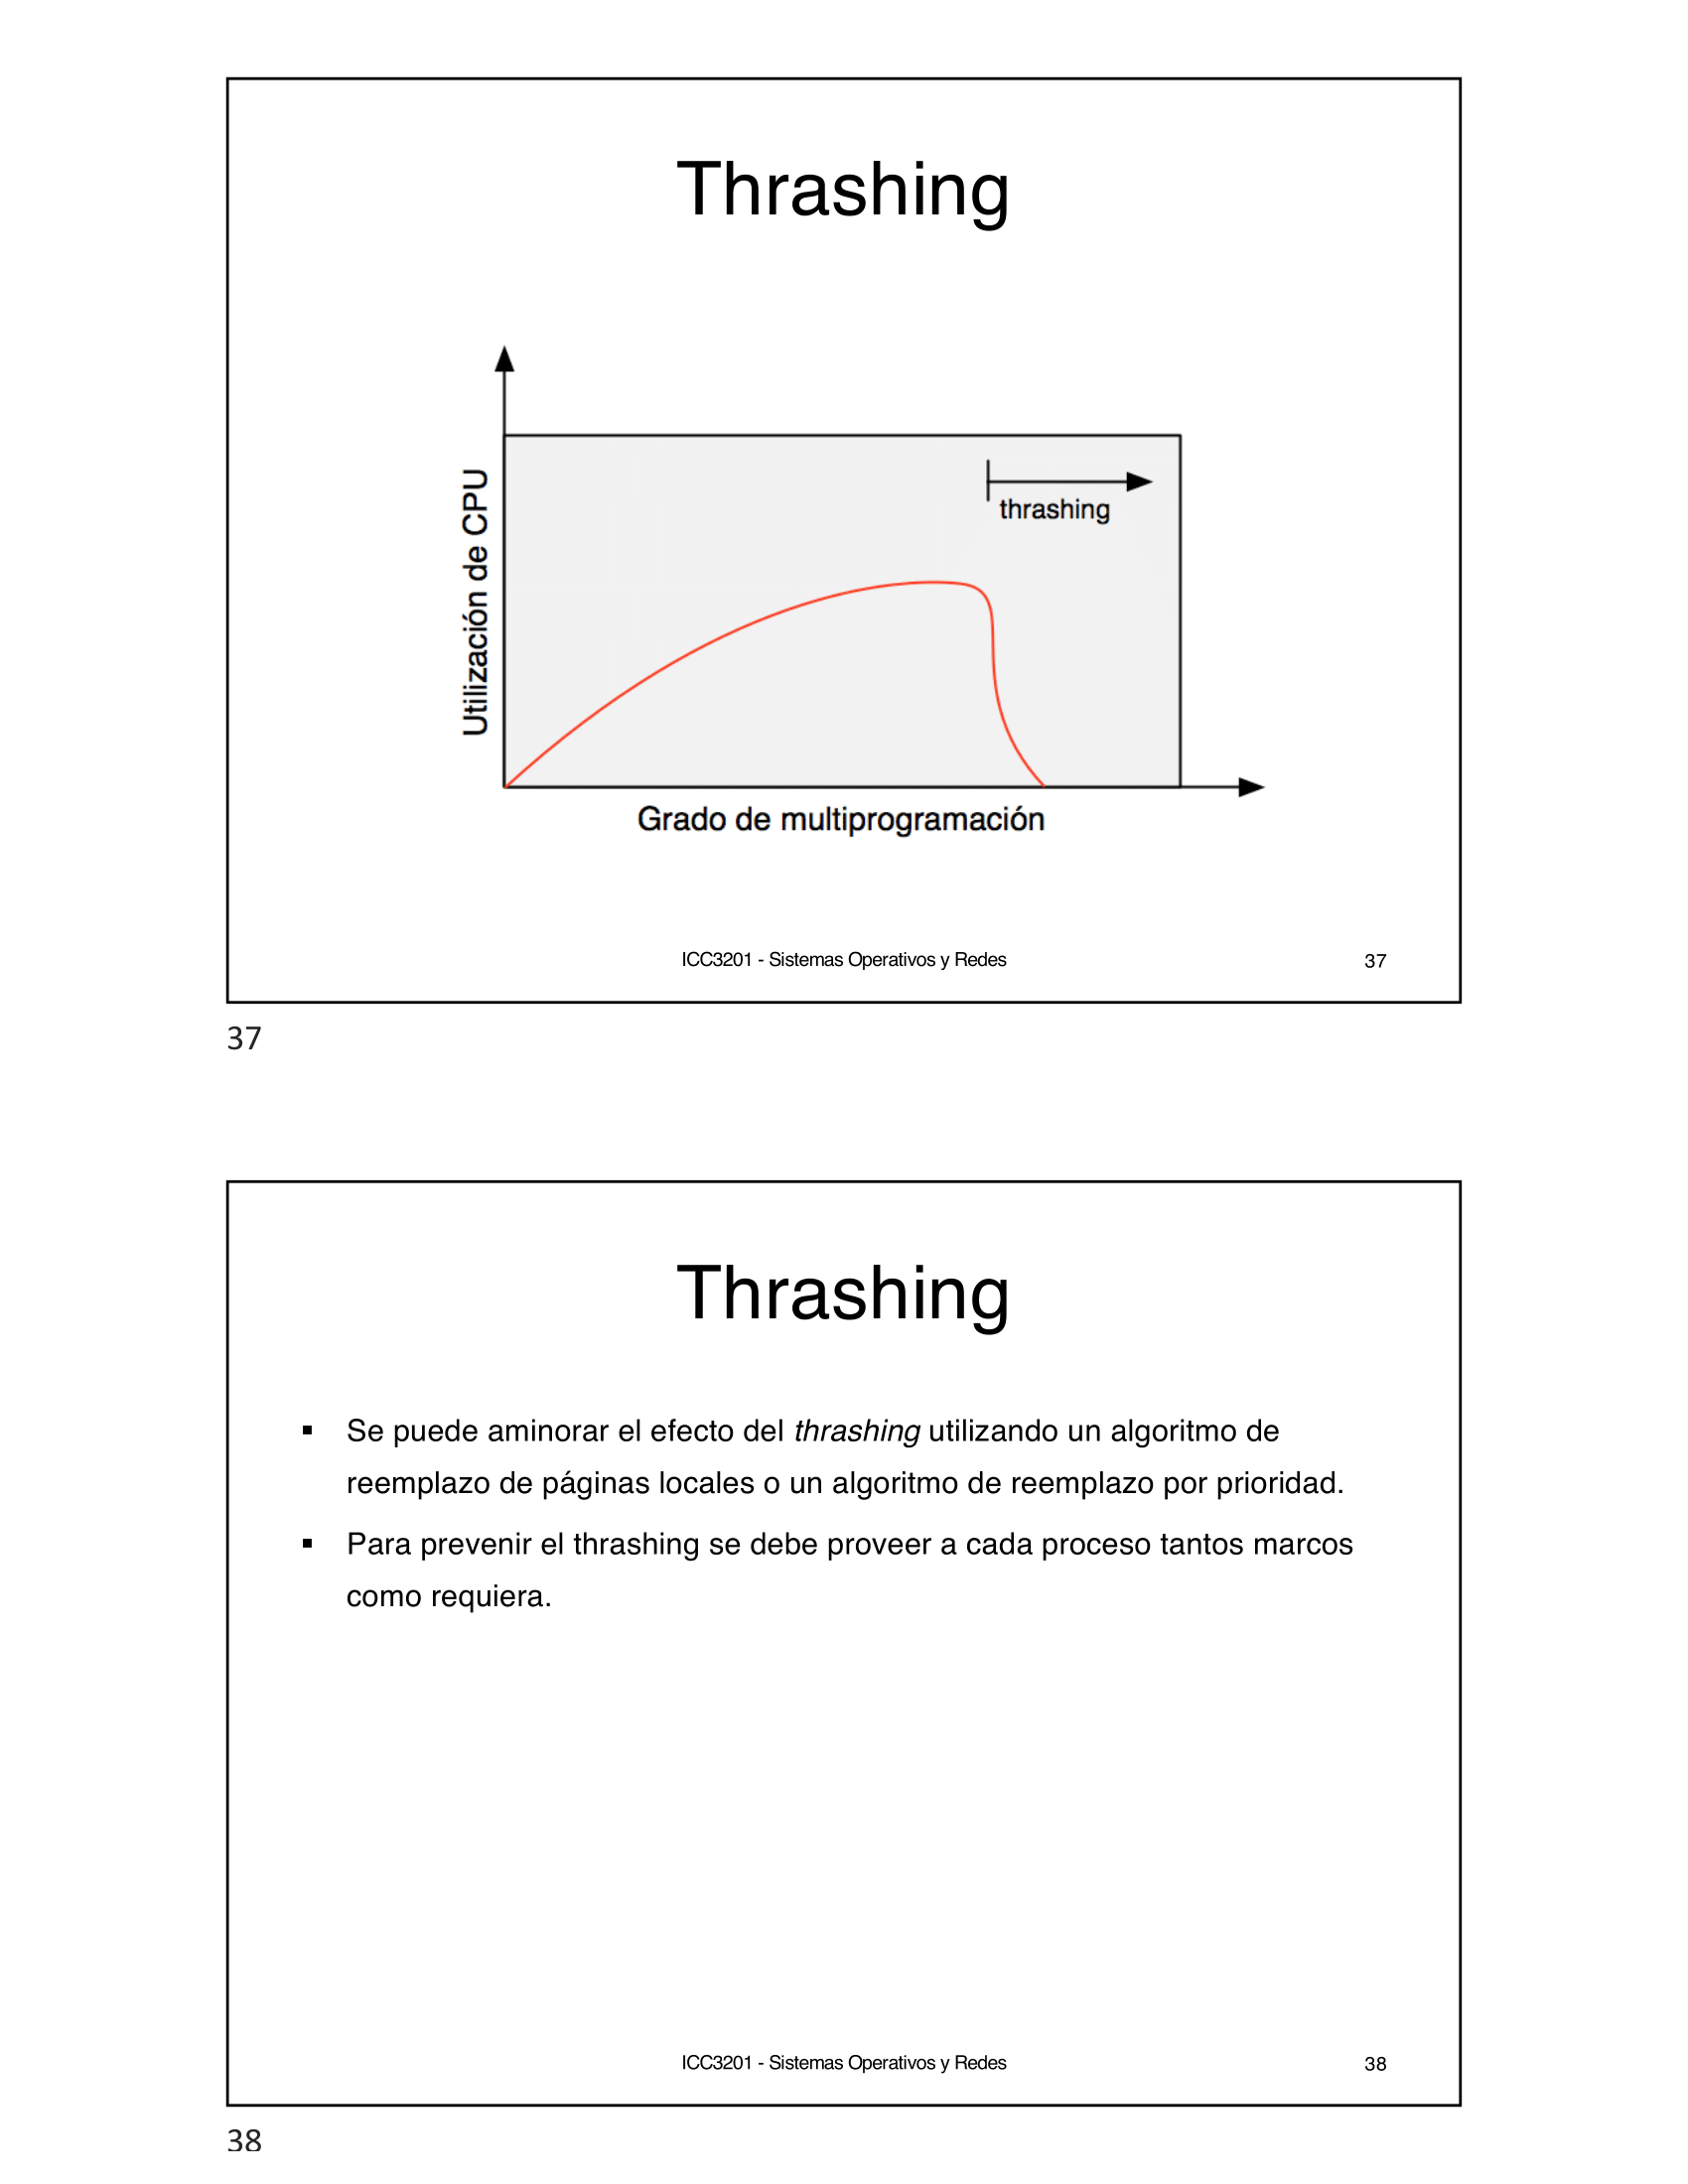 Thrashing
Utilización de CPU
thrashing
Grado de multiprogramación
ICC3201 - Sistemas Operativos y Redes
37
37
Thrashing
▪ Se puede aminorar el efecto del thrashing utilizando un algoritmo de
reemplazo de páginas locales o un algoritmo de reemplazo por prioridad.
▪ Para prevenir el thrashing se debe proveer a cada proceso tantos marcos
como requiera.
ICC3201 - Sistemas Operativos y Redes
38
38